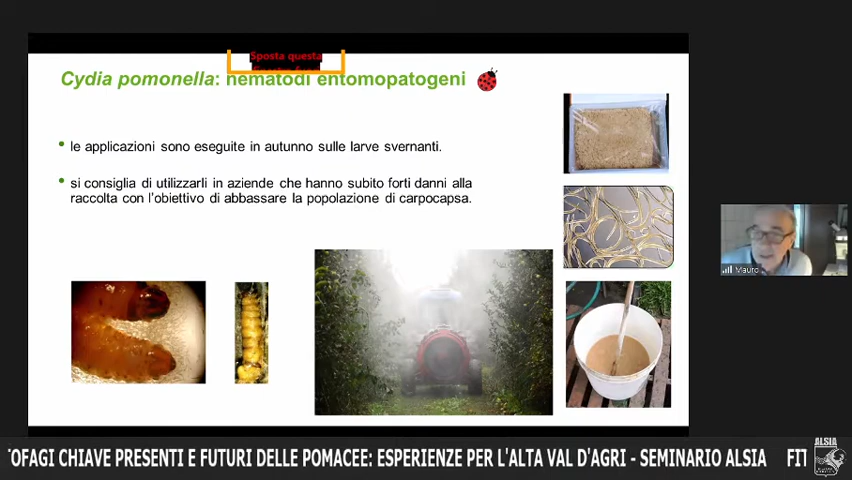 Sposta questa
Cydia pomonella: nematodi entomopatogeni
• le applicazioni sono eseguite in autunno sulle larve svernanti.
• si consiglia di utilizzarli in aziende che hanno subito forti danni alla
raccolta con l'obiettivo di abbassare la popolazione di carpocapsa.
Mauro
OFAGI CHIAVE PRESENTI E FUTURI DELLE POMACEE: ESPERIENZE PER L'ALTA VAL D'AGRI - SEMINARIO ALSIA FIT
ALSIA